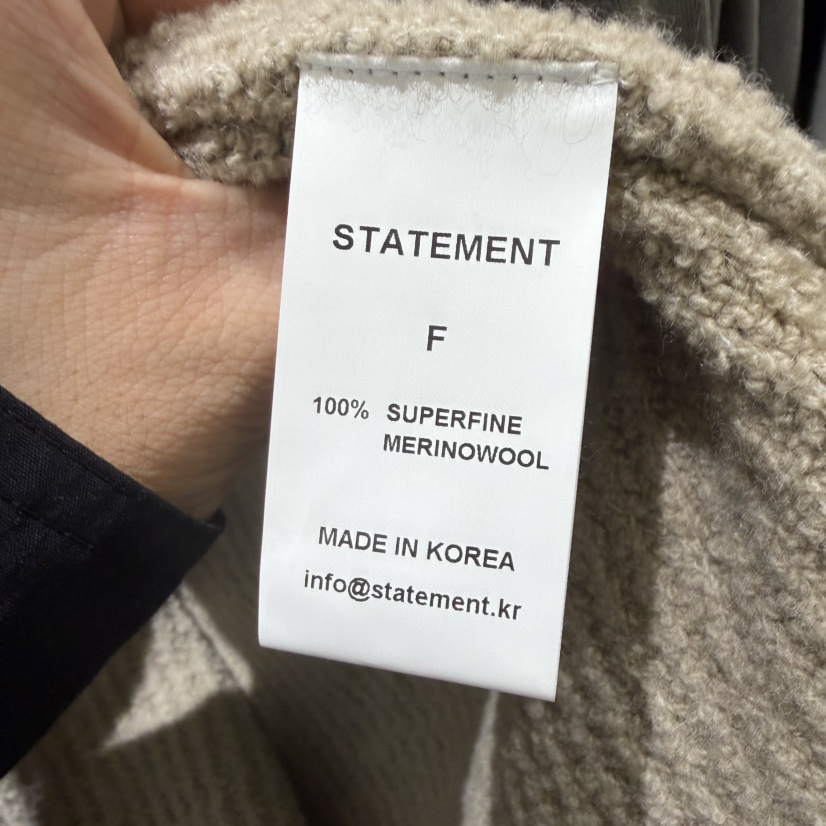 STATEMENT
F
100% SUPERFINE
MERINOWOOL
MADE IN KOREA
info@statement.kr